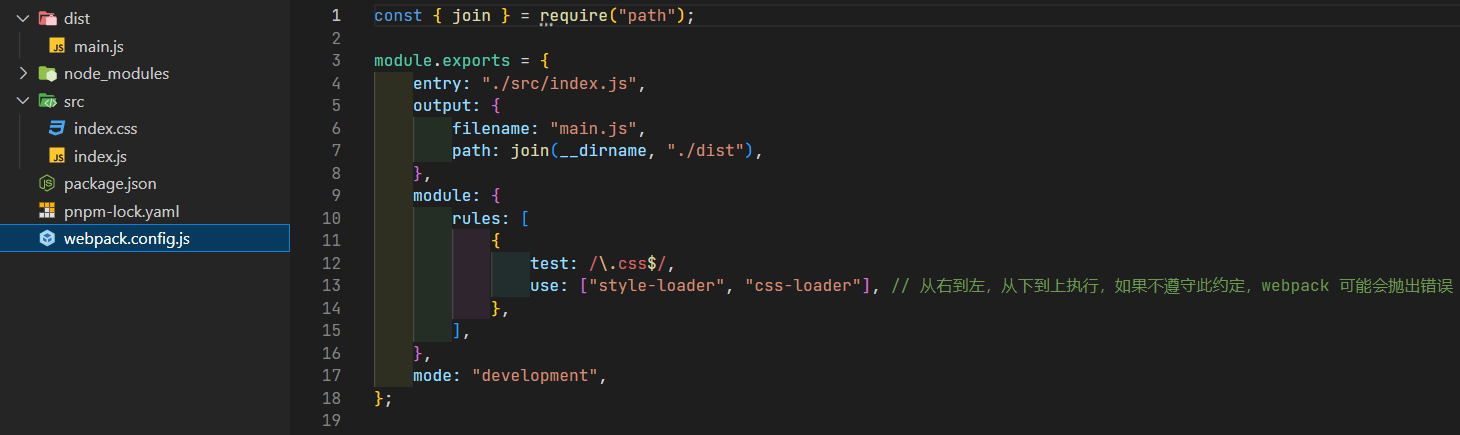 dist
main.js
node_modules
src
index.css
index.js
package.json
pnpm-lock.yaml
webpack.config.js
1 const { join } = require("path");
2
3 module.exports = {
4     entry: "./src/index.js",
5     output: {
6         filename: "main.js",
7         path: join(__dirname, "./dist"),
8     },
9     module: {
10         rules: [
11             {
12                 test: /\.css$/,
13                 use: ["style-loader", "css-loader"], // 从右到左，从下到上执行，如果不遵守此约定，webpack 可能会抛出错误
14             },
15         ],
16     },
17     mode: "development",
18 };
19